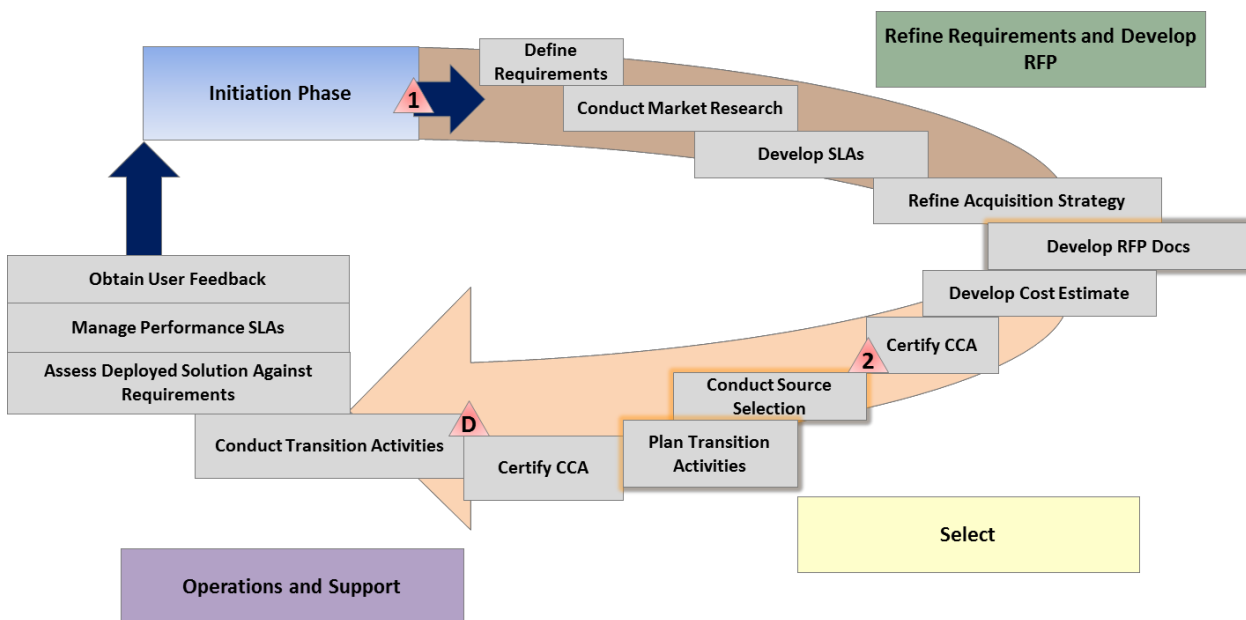 Refine Requirements and Develop
RFP
Define
Requirements
Initiation Phase
1
Conduct Market Research
Develop SLAs
Refine Acquisition Strategy
Develop RFP Docs
Obtain User Feedback
Develop Cost Estimate
Manage Performance SLAs
Certify CCA
2
Assess Deployed Solution Against
Requirements
Conduct Source
Selection
D
Conduct Transition Activities
Plan Transition
Activities
Certify CCA
Select
Operations and Support